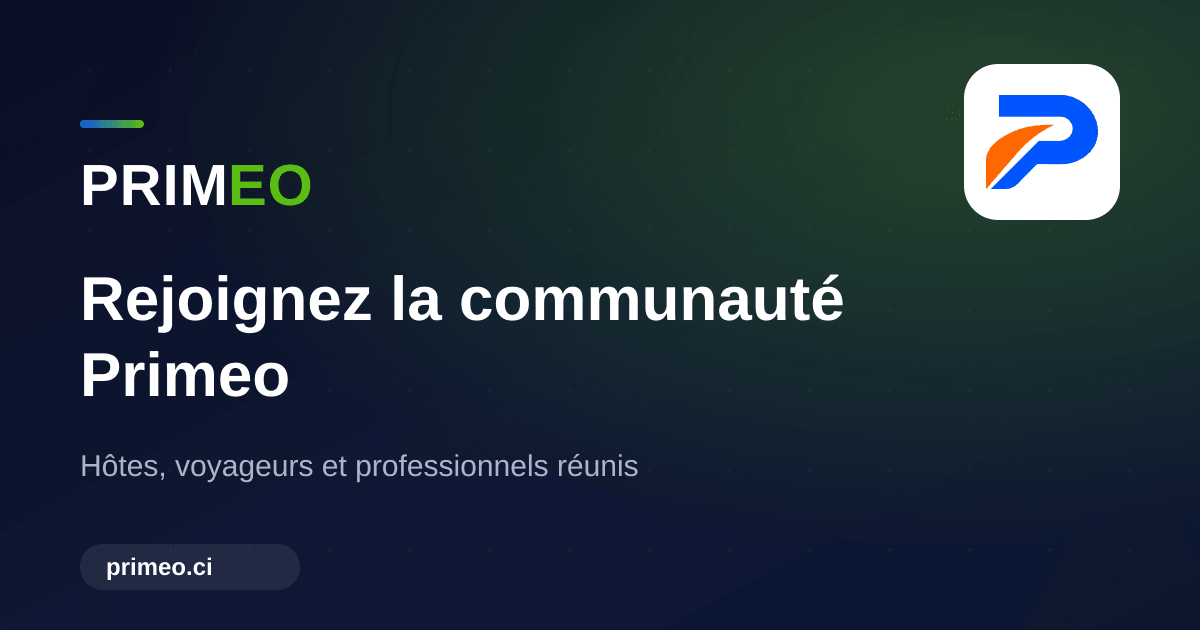 PRIMEO
Rejoignez la communauté
Primeo
Hôtes, voyageurs et professionnels réunis
primeo.ci